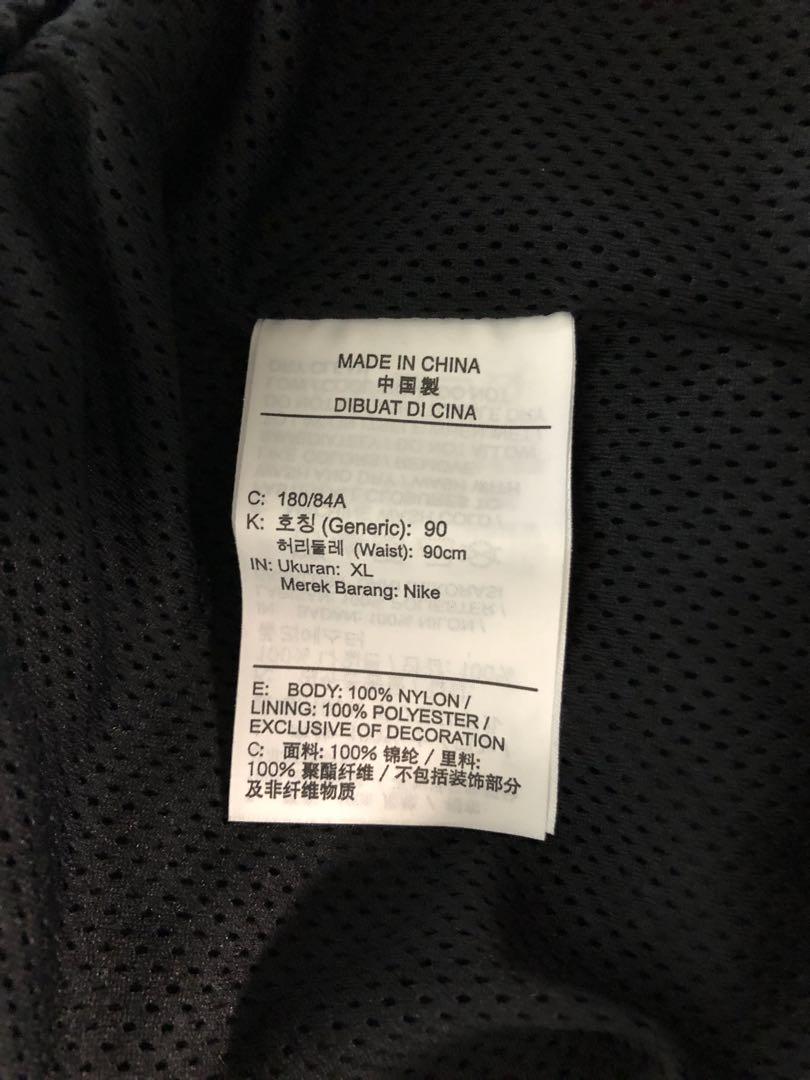 MADE IN CHINA
中国製
DIBUAT DI CINA
C: 180/84A
K: 호칭 (Generic): 90
허리둘레 (Waist): 90cm
IN: Ukuran: XL
Merek Barang: Nike
E: BODY: 100% NYLON /
LINING: 100% POLYESTER /
EXCLUSIVE OF DECORATION
C: 面料: 100% 锦纶 / 里料:
100% 聚酯纤维 / 不包括装饰部分
及非纤维物质